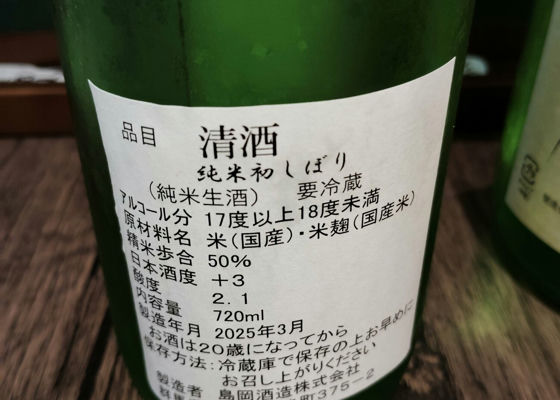 品目 清酒
純米初しぼり
（純米生酒） 要冷蔵
アルコール分 17度以上18度未満
原材料名 米（国産）・米麹（国産米）
精米歩合 50%
日本酒度 +3
酸度 2.1
内容量 720ml
製造年月 2025年3月
お酒は20歳になってから
保存方法:冷蔵庫で保存の上お早めに
お召し上がりください
製造者 島岡酒造株式会社
375-2